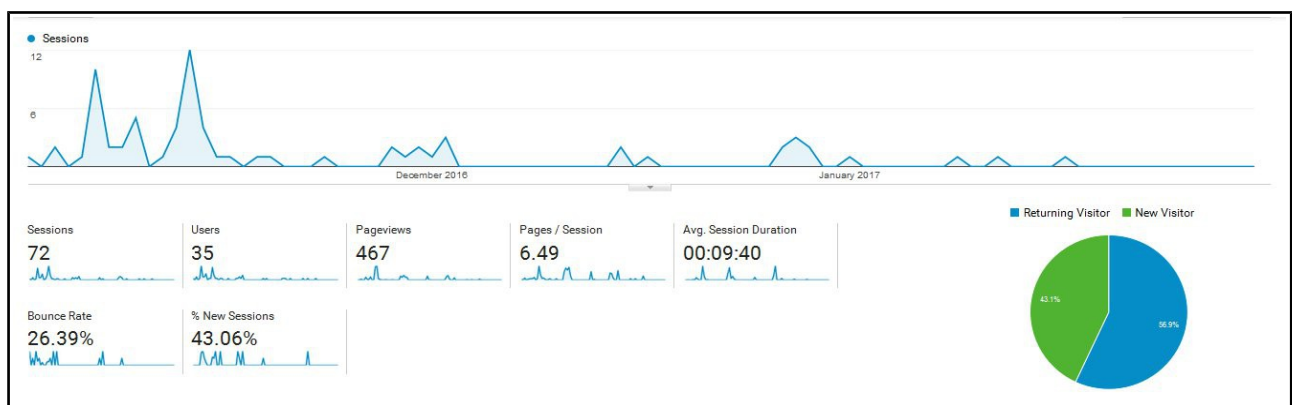 Sessions
12
6
December 2016
January 2017
Returning Visitor New Visitor
Sessions Users Pageviews Pages / Session Avg. Session Duration
72 35 467 6.49 00:09:40
43.1%
56.9%
Bounce Rate % New Sessions
26.39% 43.06%